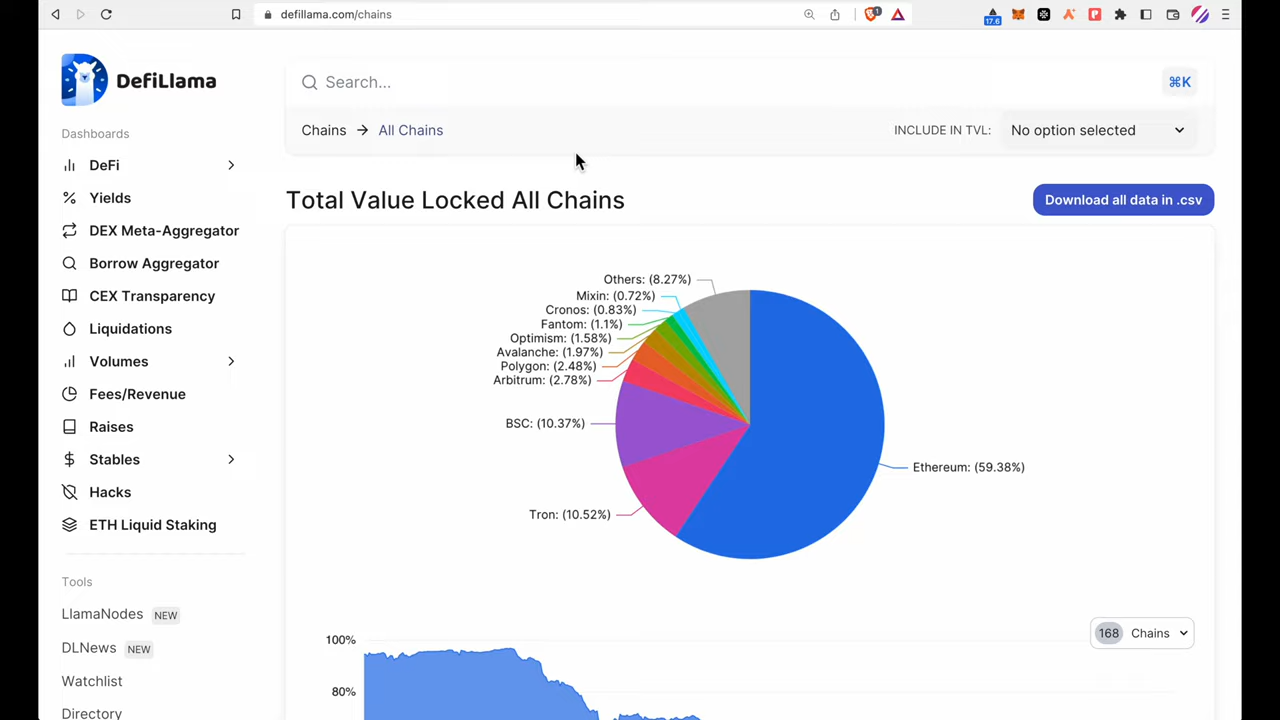 defillama.com/chains
1
17.6
DefiLlama
Search...
⌘K
Chains → All Chains
INCLUDE IN TVL:
No option selected
Dashboards
DeFi
Yields
DEX Meta-Aggregator
Borrow Aggregator
CEX Transparency
Liquidations
Volumes
Fees/Revenue
Raises
Stables
Hacks
ETH Liquid Staking
Tools
LlamaNodes NEW
DLNews NEW
Watchlist
Directory
Total Value Locked All Chains
Download all data in .csv
Others: (8.27%)
Mixin: (0.72%)
Cronos: (0.83%)
Fantom: (1.1%)
Optimism: (1.58%)
Avalanche: (1.97%)
Polygon: (2.48%)
Arbitrum: (2.78%)
BSC: (10.37%)
Ethereum: (59.38%)
Tron: (10.52%)
168 Chains
100%
80%